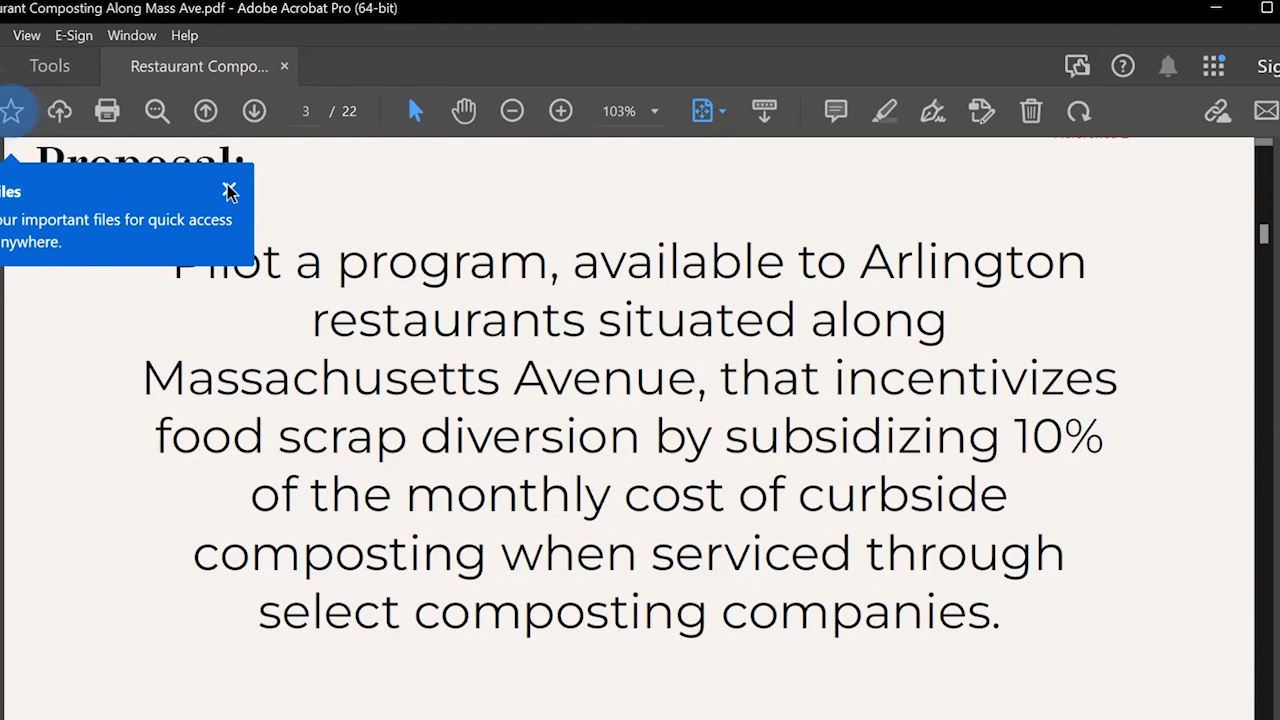 urant Composting Along Mass Ave.pdf - Adobe Acrobat Pro (64-bit)
View E-Sign Window Help
Tools Restaurant Compo... ×
3 / 22 103%
Proposal:
iles
our important files for quick access
nywhere.
Pilot a program, available to Arlington
restaurants situated along
Massachusetts Avenue, that incentivizes
food scrap diversion by subsidizing 10%
of the monthly cost of curbside
composting when serviced through
select composting companies.